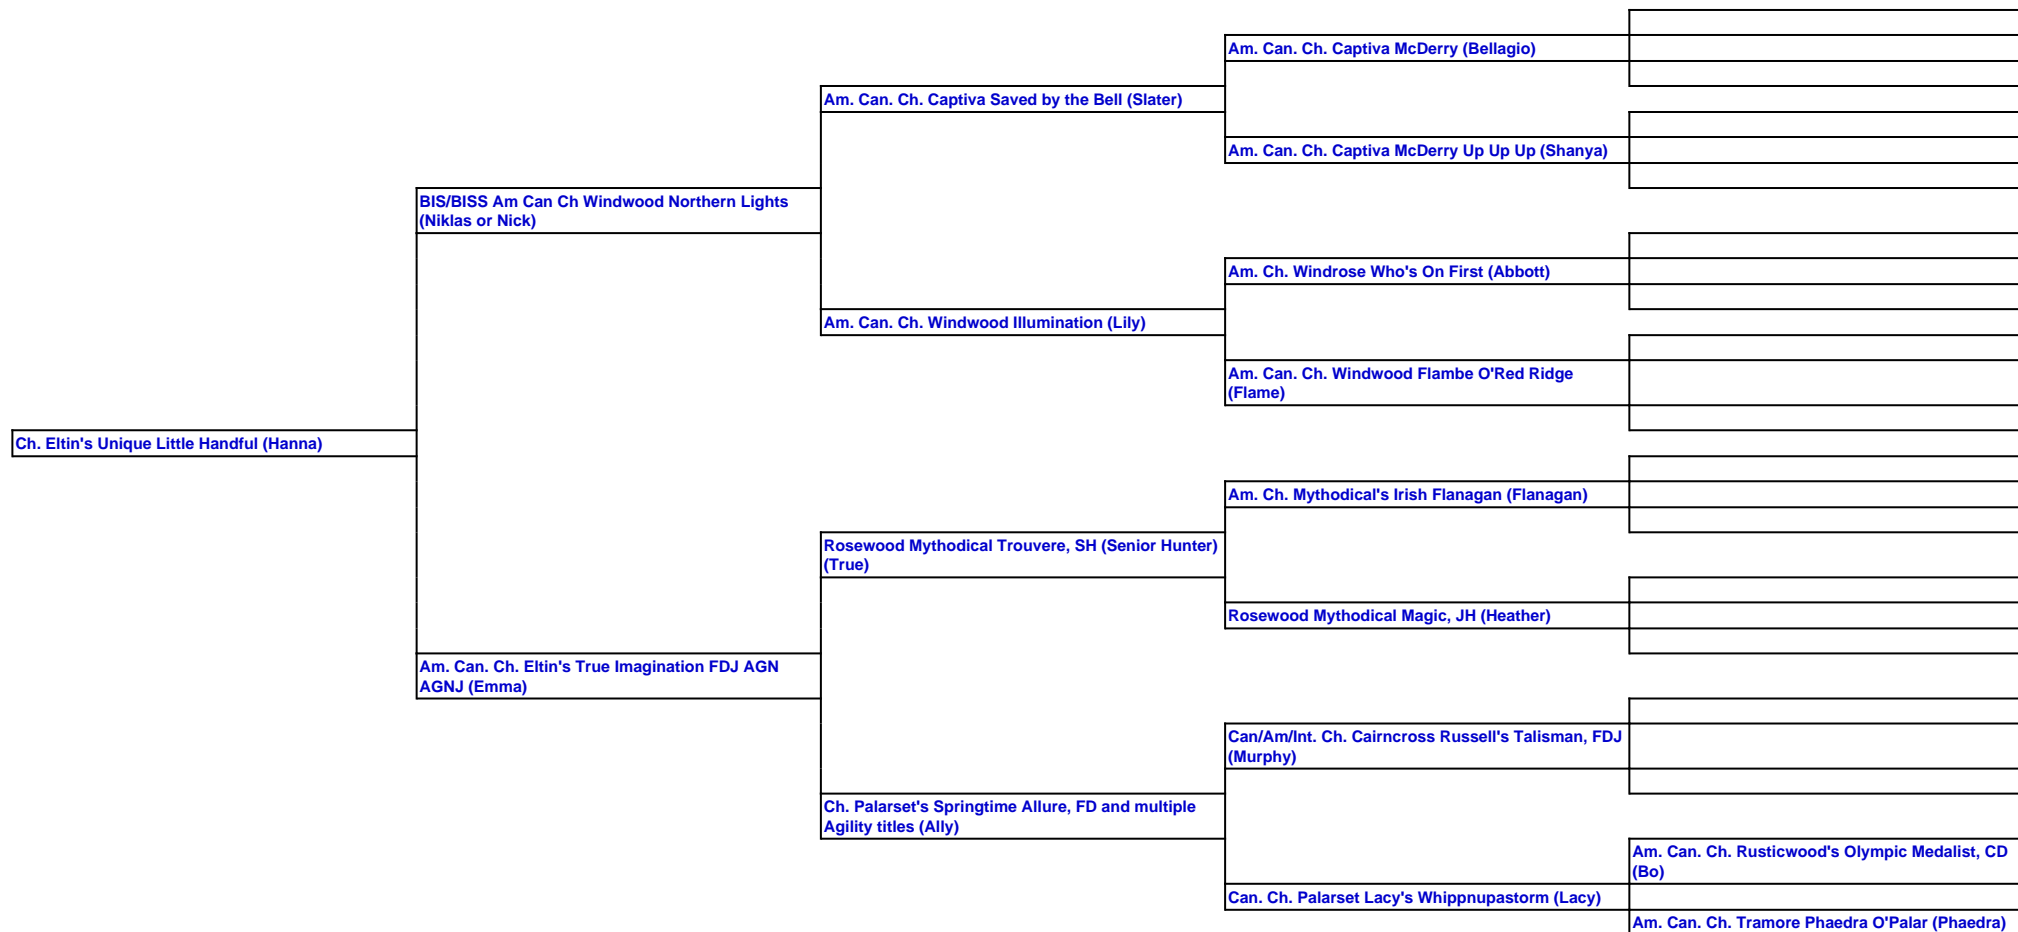 Am. Can. Ch. Captiva McDerry (Bellagio)
Am. Can. Ch. Captiva Saved by the Bell (Slater)
Am. Can. Ch. Captiva McDerry Up Up Up (Shanya)
BIS/BISS Am Can Ch Windwood Northern Lights
(Niklas or Nick)
Am. Ch. Windrose Who's On First (Abbott)
Am. Can. Ch. Windwood Illumination (Lily)
Am. Can. Ch. Windwood Flambe O'Red Ridge
(Flame)
Ch. Eltin's Unique Little Handful (Hanna)
Am. Ch. Mythodical's Irish Flanagan (Flanagan)
Rosewood Mythodical Trouvere, SH (Senior Hunter)
(True)
Rosewood Mythodical Magic, JH (Heather)
Am. Can. Ch. Eltin's True Imagination FDJ AGN
AGNJ (Emma)
Can/Am/Int. Ch. Cairncross Russell's Talisman, FDJ
(Murphy)
Ch. Palarset's Springtime Allure, FD and multiple
Agility titles (Ally)
Am. Can. Ch. Rusticwood's Olympic Medalist, CD
(Bo)
Can. Ch. Palarset Lacy's Whippnupastorm (Lacy)
Am. Can. Ch. Tramore Phaedra O'Palar (Phaedra)